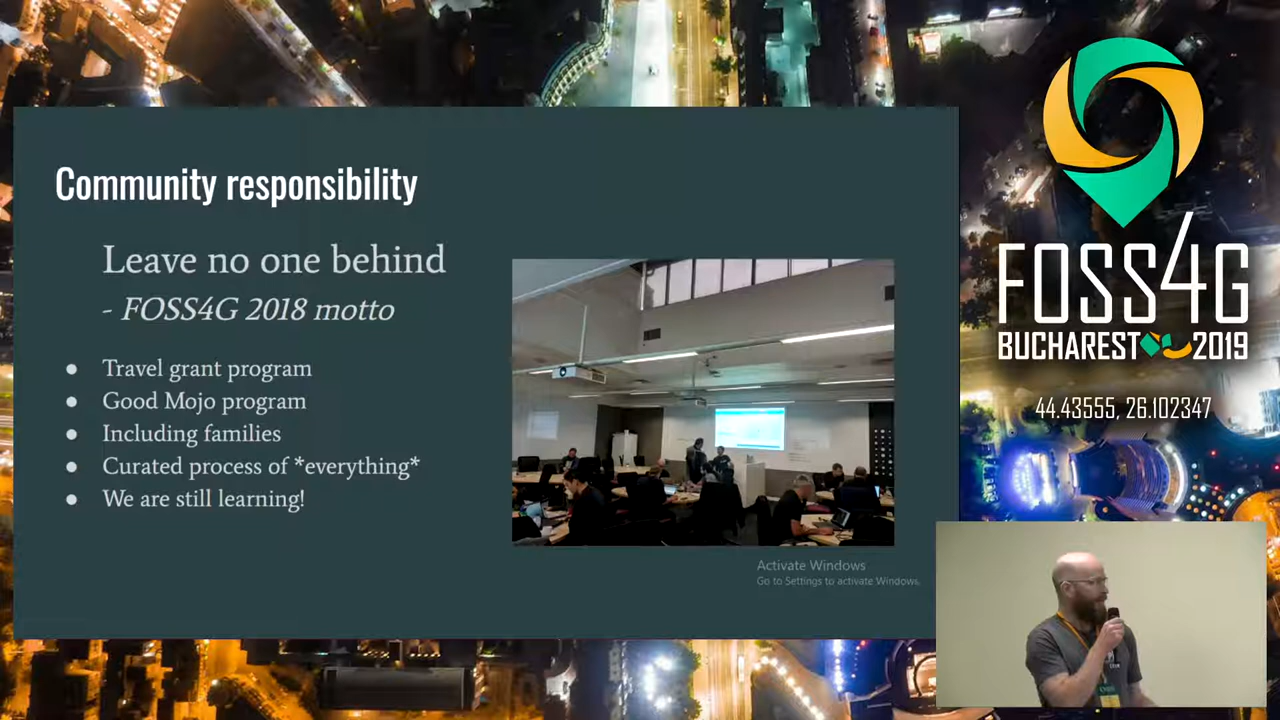 Community responsibility
Leave no one behind
- FOSS4G 2018 motto
● Travel grant program
● Good Mojo program
● Including families
● Curated process of *everything*
● We are still learning!
Activate Windows
Go to Settings to activate Windows.
FOSS4G
BUCHAREST 2019
44.43555, 26.102347